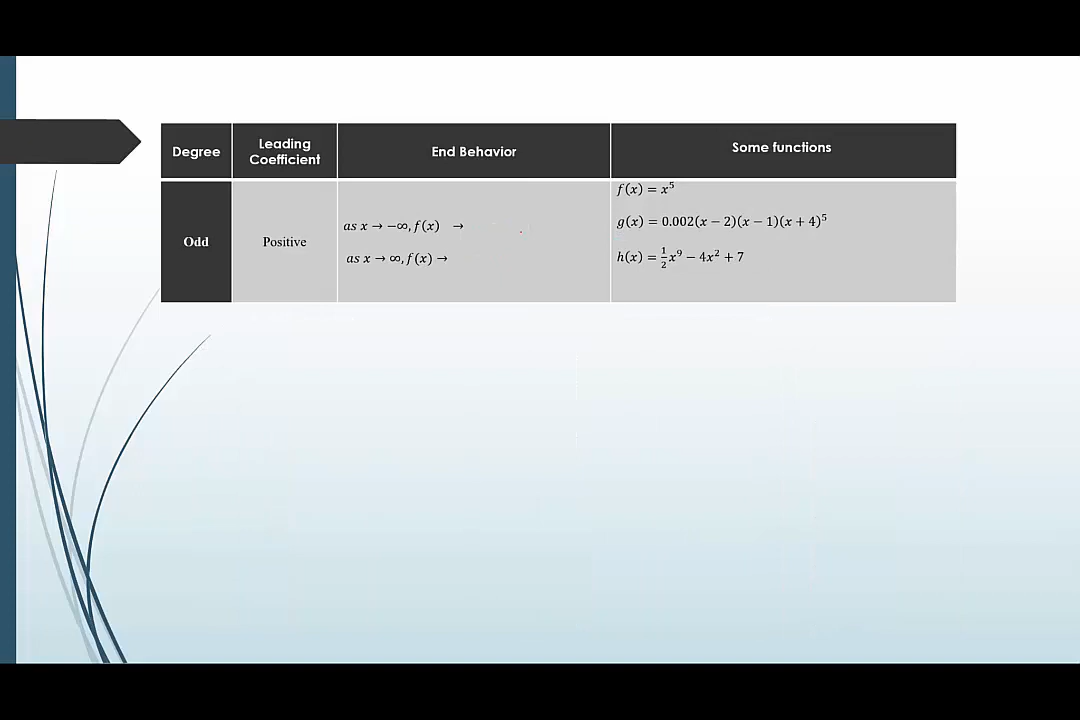 Degree
Leading Coefficient
End Behavior
Some functions
Odd
Positive
as x → −∞, f(x) →
as x → ∞, f(x) →
f(x) = x⁵
g(x) = 0.002(x − 2)(x − 1)(x + 4)⁵
h(x) = ½x⁹ − 4x² + 7